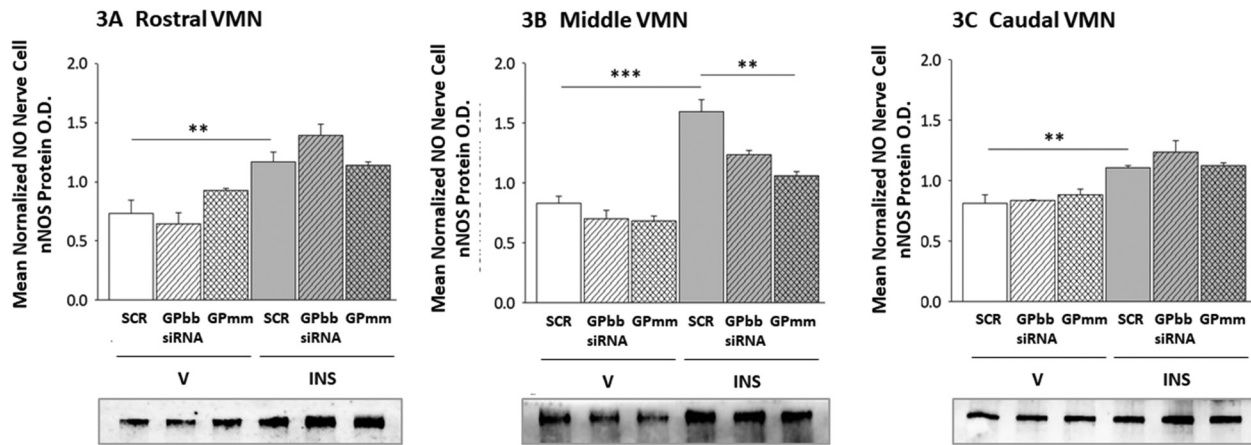 3A Rostral VMN
Mean Normalized NO Nerve Cell
nNOS Protein O.D.
2.0
1.5
1.0
0.5
0.0
**
SCR GPbb GPmm SCR GPbb GPmm
siRNA siRNA
V INS
3B Middle VMN
Mean Normalized NO Nerve Cell
nNOS Protein O.D.
2.0
1.5
1.0
0.5
0.0
*** **
SCR GPbb GPmm SCR GPbb GPmm
siRNA siRNA
V INS
3C Caudal VMN
Mean Normalized NO Nerve Cell
nNOS Protein O.D.
2.0
1.5
1.0
0.5
0.0
**
SCR GPbb GPmm SCR GPbb GPmm
siRNA siRNA
V INS